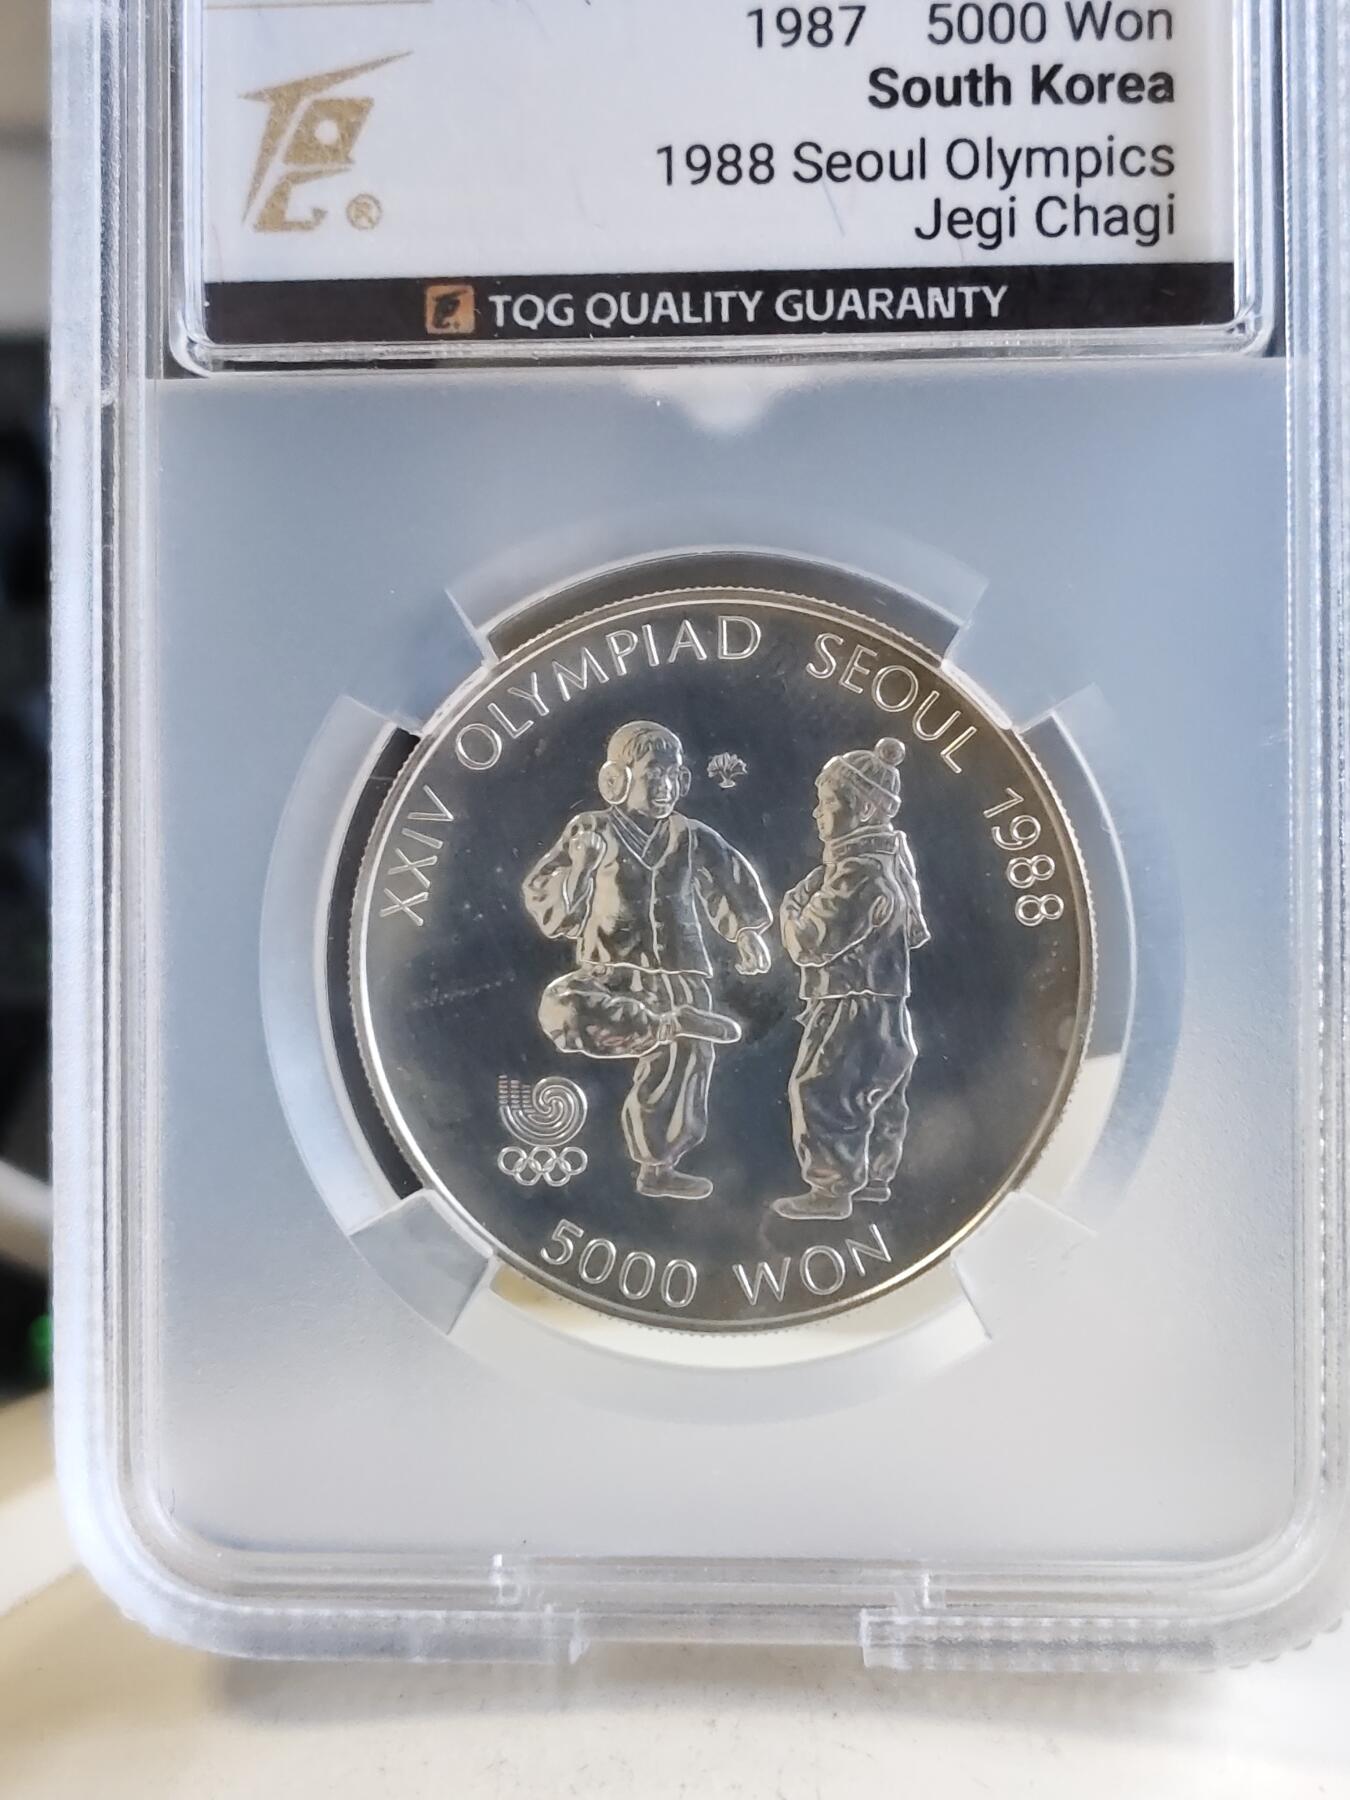 1987 5000 Won
South Korea
1988 Seoul Olympics
Jegi Chagi
®
TQG QUALITY GUARANTY
XXIV OLYMPIAD SEOUL 1988
5000 WON